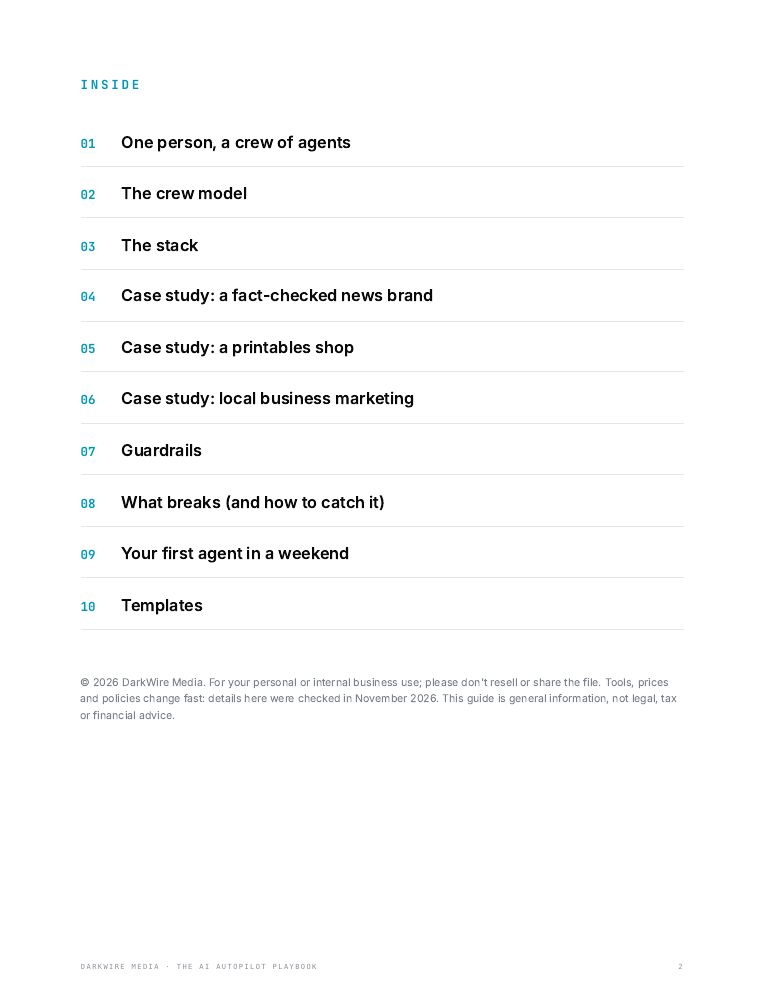 INSIDE
01 One person, a crew of agents
02 The crew model
03 The stack
04 Case study: a fact-checked news brand
05 Case study: a printables shop
06 Case study: local business marketing
07 Guardrails
08 What breaks (and how to catch it)
09 Your first agent in a weekend
10 Templates
© 2026 DarkWire Media. For your personal or internal business use; please don't resell or share the file. Tools, prices
and policies change fast: details here were checked in November 2026. This guide is general information, not legal, tax
or financial advice.
DARKWIRE MEDIA · THE AI AUTOPILOT PLAYBOOK 2